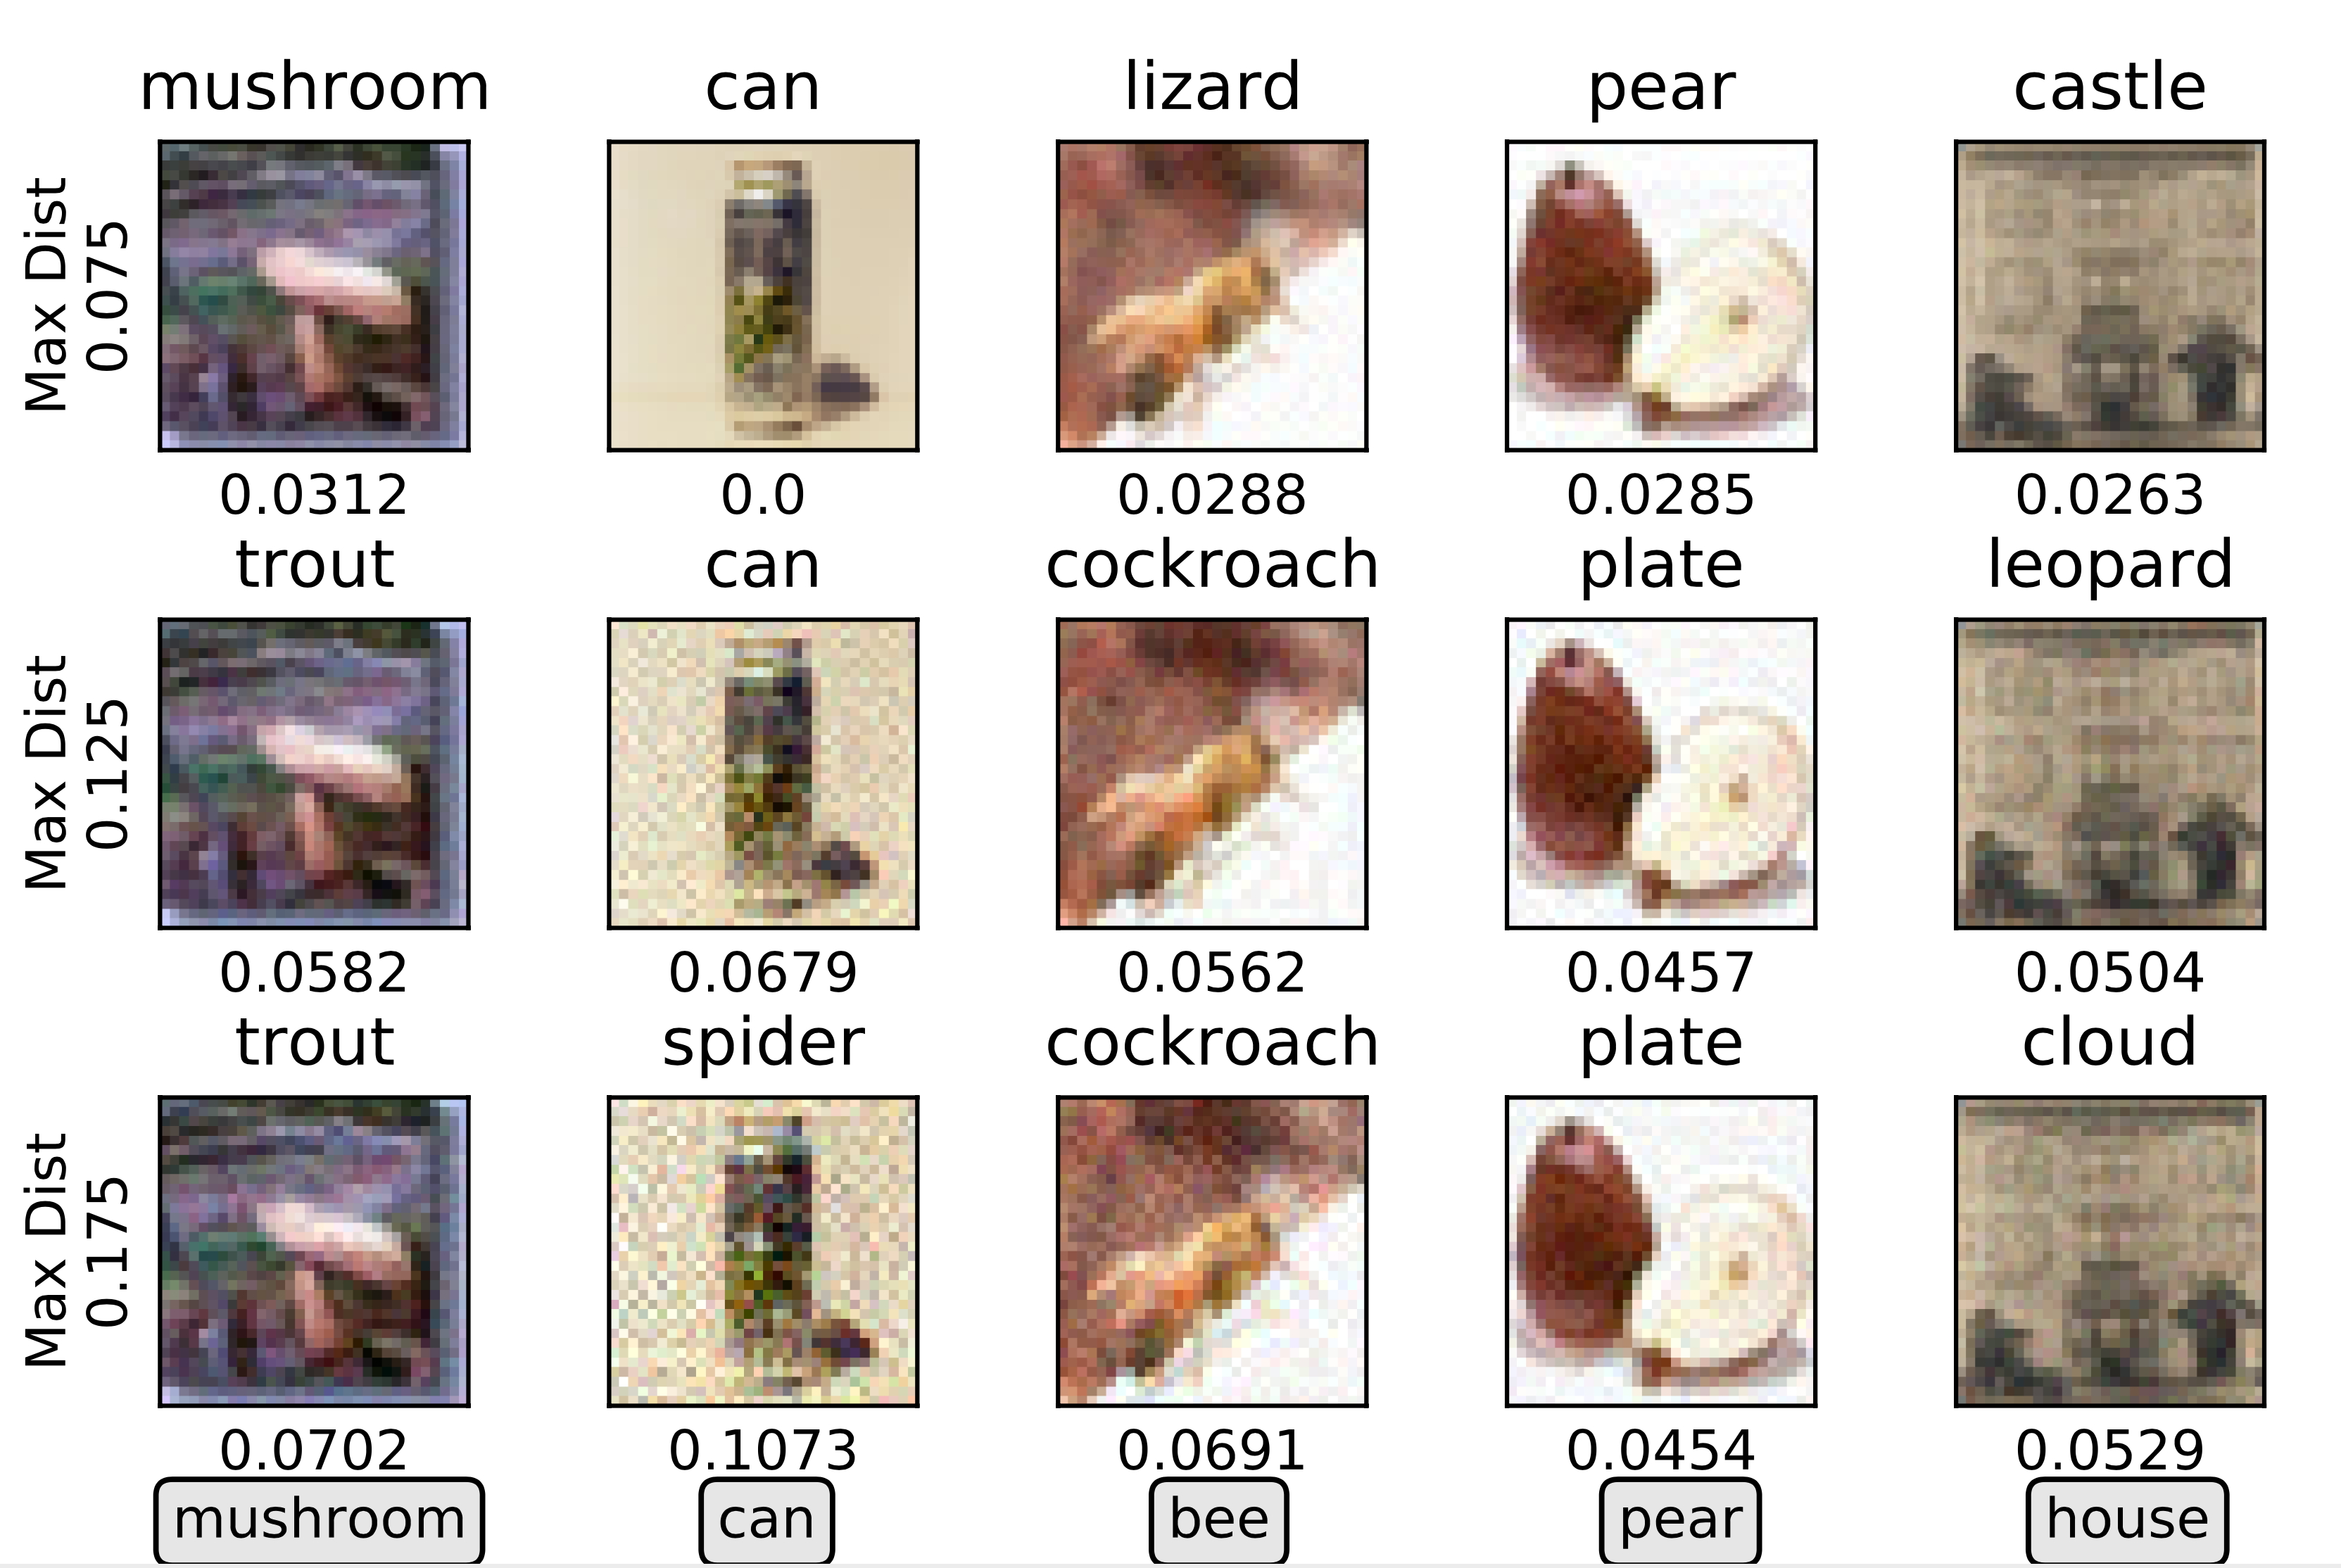 mushroom can lizard pear castle
Max Dist
0.075
0.0312 0.0 0.0288 0.0285 0.0263
trout can cockroach plate leopard
Max Dist
0.125
0.0582 0.0679 0.0562 0.0457 0.0504
trout spider cockroach plate cloud
Max Dist
0.175
0.0702 0.1073 0.0691 0.0454 0.0529
mushroom can bee pear house